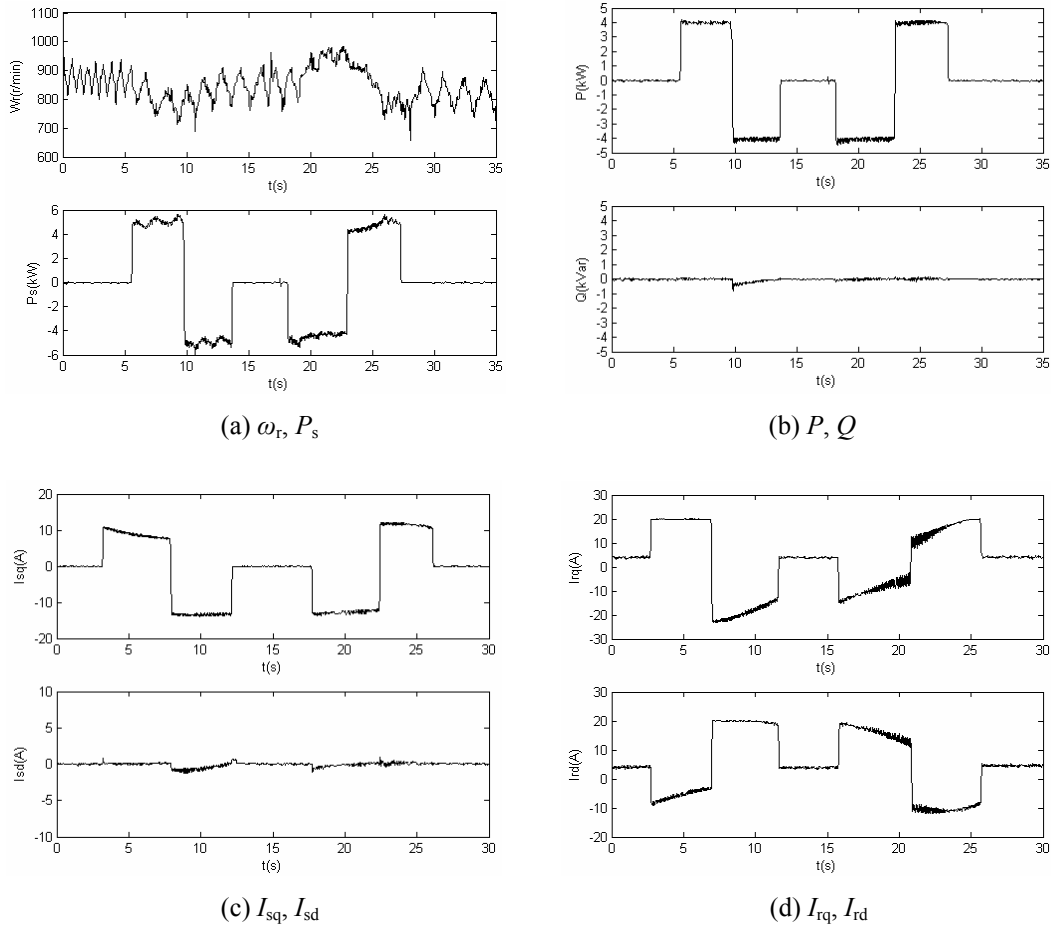 1100
1000
900
800
700
600
Wr(r/min)
0 5 10 15 20 25 30 35
t(s)
6
4
2
0
-2
-4
-6
Ps(kW)
0 5 10 15 20 25 30 35
t(s)
(a) ωr, Ps
5
4
3
2
1
0
-1
-2
-3
-4
-5
P(kW)
0 5 10 15 20 25 30 35
t(s)
5
4
3
2
1
0
-1
-2
-3
-4
-5
Q(kVar)
0 5 10 15 20 25 30 35
t(s)
(b) P, Q
20
10
0
-10
-20
Isq(A)
0 5 10 15 20 25 30
t(s)
10
5
0
-5
-10
Isd(A)
0 5 10 15 20 25 30
t(s)
(c) Isq, Isd
30
20
10
0
-10
-20
-30
Irq(A)
0 5 10 15 20 25 30
t(s)
30
20
10
0
-10
-20
Ird(A)
0 5 10 15 20 25 30
t(s)
(d) Irq, Ird